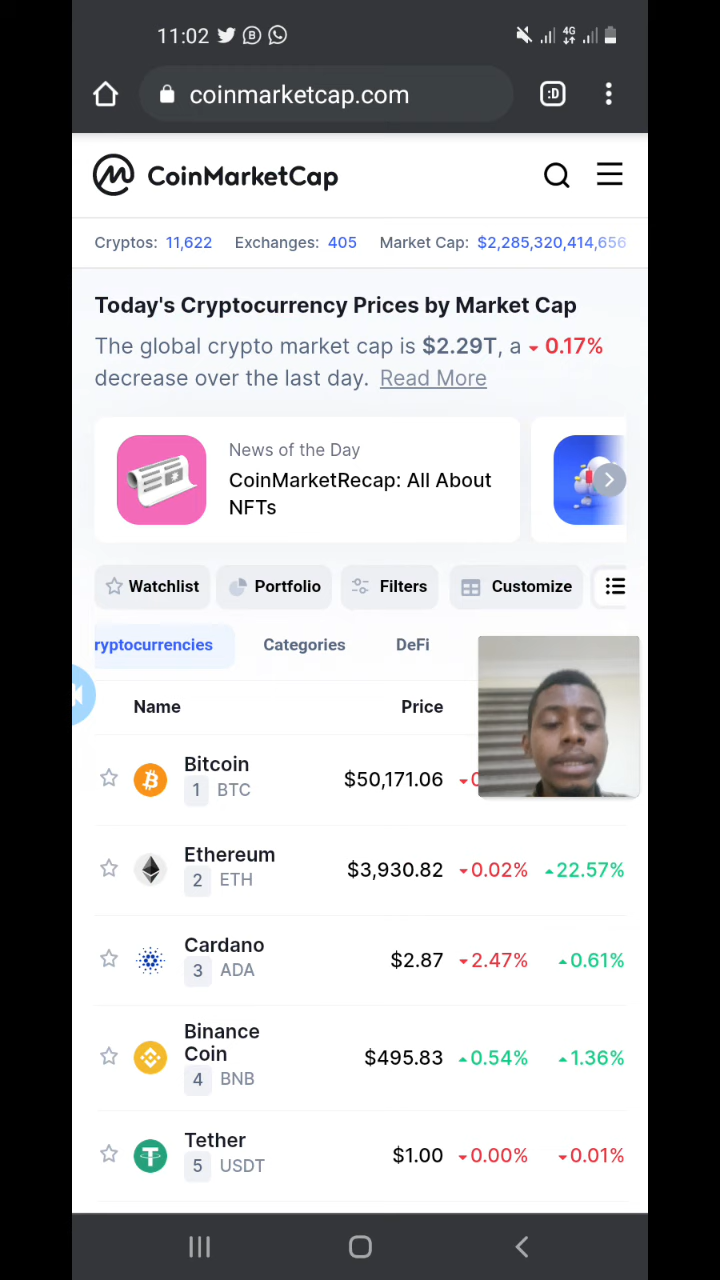 11:02
4G
coinmarketcap.com
:D
CoinMarketCap
Cryptos: 11,622 Exchanges: 405 Market Cap: $2,285,320,414,656
Today's Cryptocurrency Prices by Market Cap
The global crypto market cap is $2.29T, a 0.17%
decrease over the last day. Read More
News of the Day
CoinMarketRecap: All About
NFTs
Watchlist Portfolio Filters Customize
ryptocurrencies Categories DeFi
Name Price
Bitcoin
1 BTC $50,171.06
Ethereum
2 ETH $3,930.82 0.02% 22.57%
Cardano
3 ADA $2.87 2.47% 0.61%
Binance
Coin
4 BNB $495.83 0.54% 1.36%
Tether
5 USDT $1.00 0.00% 0.01%